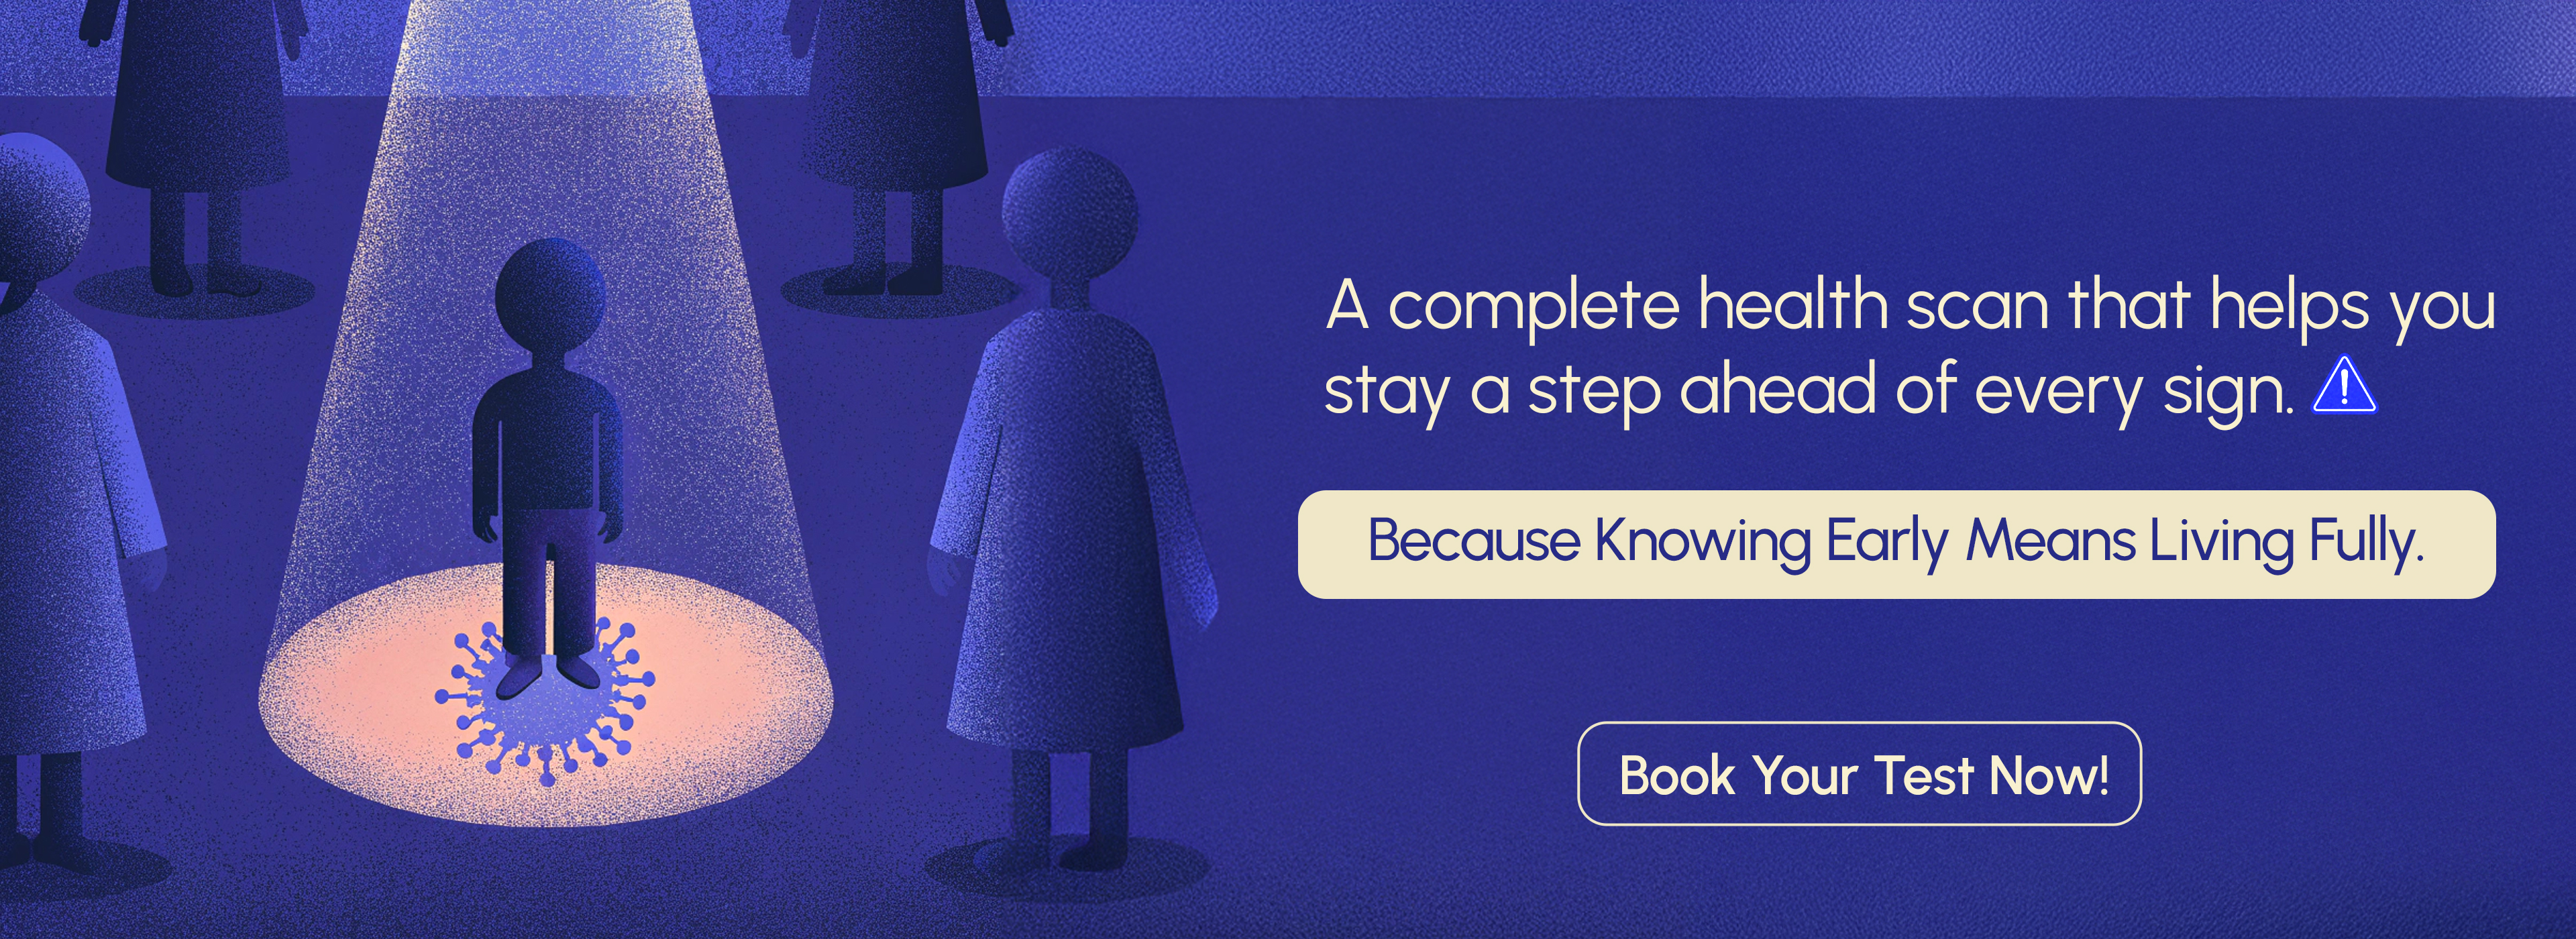 A complete health scan that helps you
stay a step ahead of every sign. ⚠
Because Knowing Early Means Living Fully.
Book Your Test Now!